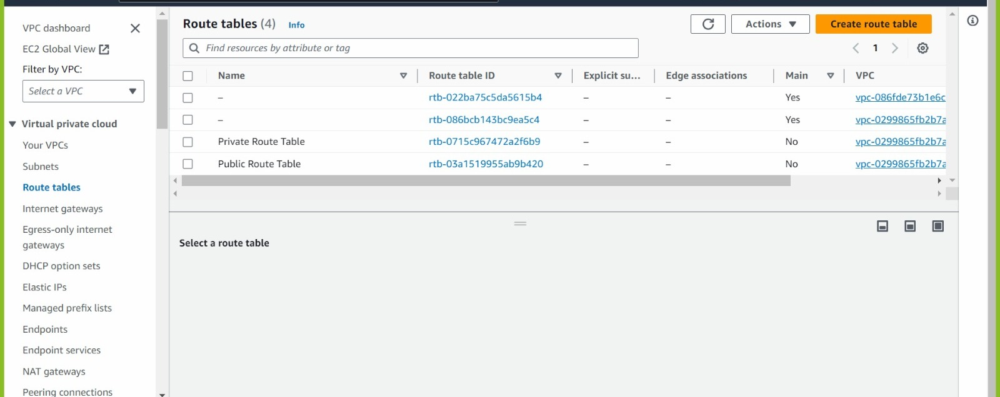 VPC dashboard
EC2 Global View
Filter by VPC:
Select a VPC
Virtual private cloud
Your VPCs
Subnets
Route tables
Internet gateways
Egress-only internet
gateways
DHCP option sets
Elastic IPs
Managed prefix lists
Endpoints
Endpoint services
NAT gateways
Peering connections
Route tables (4) Info
Actions
Create route table
Find resources by attribute or tag
1
Name Route table ID Explicit su... Edge associations Main VPC
– rtb-022ba75c5da5615b4 – – Yes vpc-086fde73b1e6c
– rtb-086bcb143bc9ea5c4 – – Yes vpc-0299865fb2b7a
Private Route Table rtb-0715c967472a2f6b9 – – No vpc-0299865fb2b7a
Public Route Table rtb-03a1519955ab9b420 – – No vpc-0299865fb2b7a
Select a route table